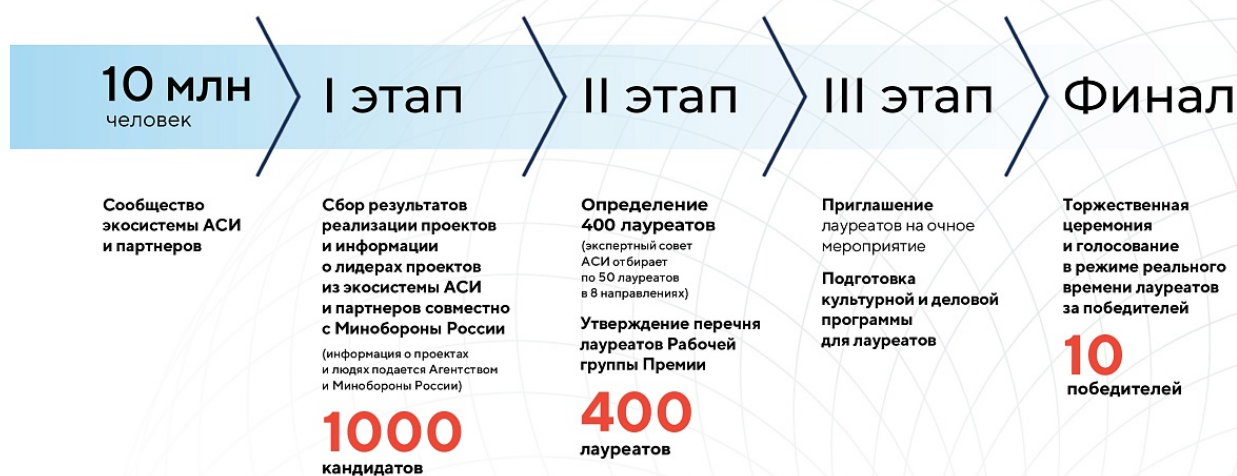 10 млн
человек
I этап
II этап
III этап
Финал
Сообщество
экосистемы АСИ
и партнеров
Сбор результатов
реализации проектов
и информации
о лидерах проектов
из экосистемы АСИ
и партнеров совместно
с Минобороны России
(информация о проектах
и людях подается Агентством
и Минобороны России)
1000
кандидатов
Определение
400 лауреатов
(экспертный совет
АСИ отбирает
по 50 лауреатов
в 8 направлениях)
Утверждение перечня
лауреатов Рабочей
группы Премии
400
лауреатов
Приглашение
лауреатов на очное
мероприятие
Подготовка
культурной и деловой
программы
для лауреатов
Торжественная
церемония
и голосование
в режиме реального
времени лауреатов
за победителей
10
победителей